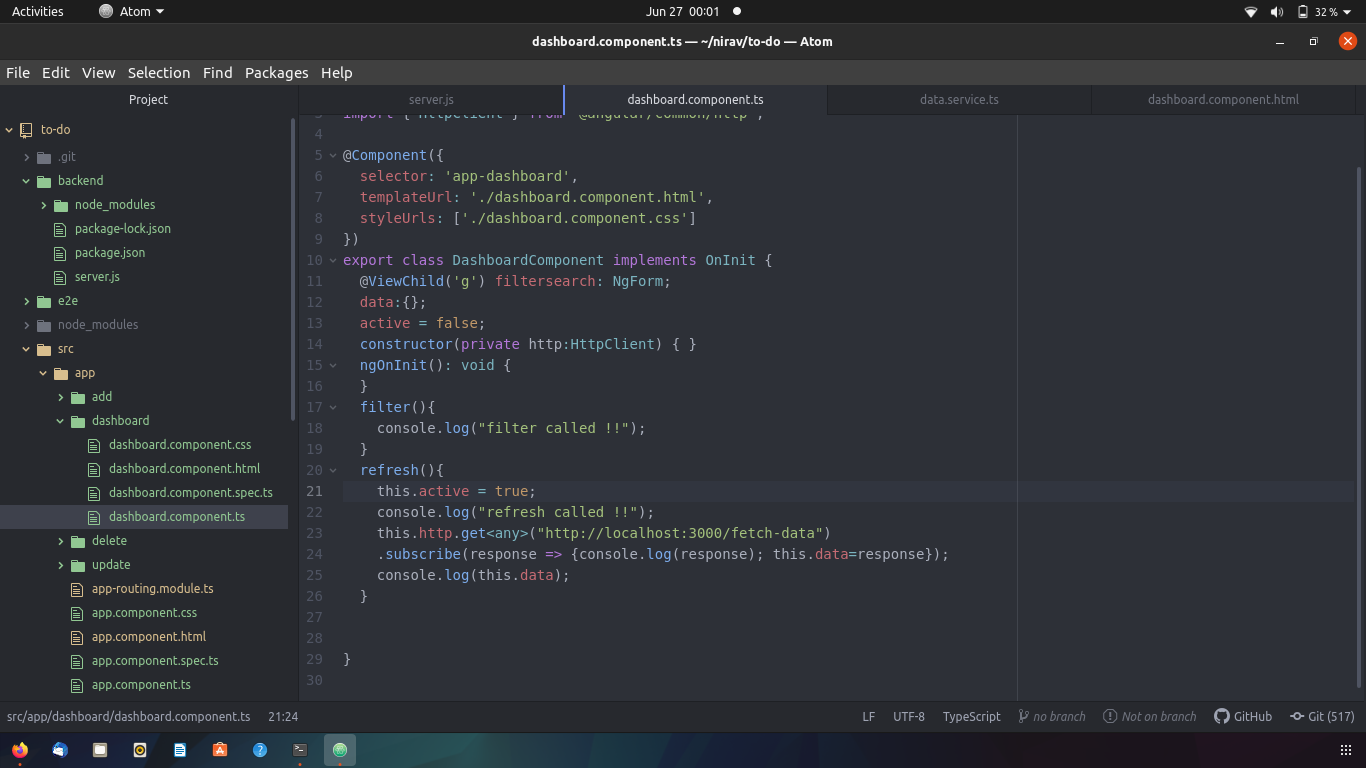 Activities
Atom
Jun 27 00:01
32 %
dashboard.component.ts — ~/nirav/to-do — Atom
File Edit View Selection Find Packages Help
Project
server.js
dashboard.component.ts
data.service.ts
dashboard.component.html
to-do
.git
backend
node_modules
package-lock.json
package.json
server.js
e2e
node_modules
src
app
add
dashboard
dashboard.component.css
dashboard.component.html
dashboard.component.spec.ts
dashboard.component.ts
delete
update
app-routing.module.ts
app.component.css
app.component.html
app.component.spec.ts
app.component.ts
3 import { HttpClient } from '@angular/common/http';
4
5 @Component({
6 selector: 'app-dashboard',
7 templateUrl: './dashboard.component.html',
8 styleUrls: ['./dashboard.component.css']
9 })
10 export class DashboardComponent implements OnInit {
11 @ViewChild('g') filtersearch: NgForm;
12 data:{};
13 active = false;
14 constructor(private http:HttpClient) { }
15 ngOnInit(): void {
16 }
17 filter(){
18 console.log("filter called !!");
19 }
20 refresh(){
21 this.active = true;
22 console.log("refresh called !!");
23 this.http.get<any>("http://localhost:3000/fetch-data")
24 .subscribe(response => {console.log(response); this.data=response});
25 console.log(this.data);
26 }
27
28
29 }
30
src/app/dashboard/dashboard.component.ts 21:24
LF UTF-8 TypeScript no branch Not on branch GitHub Git (517)